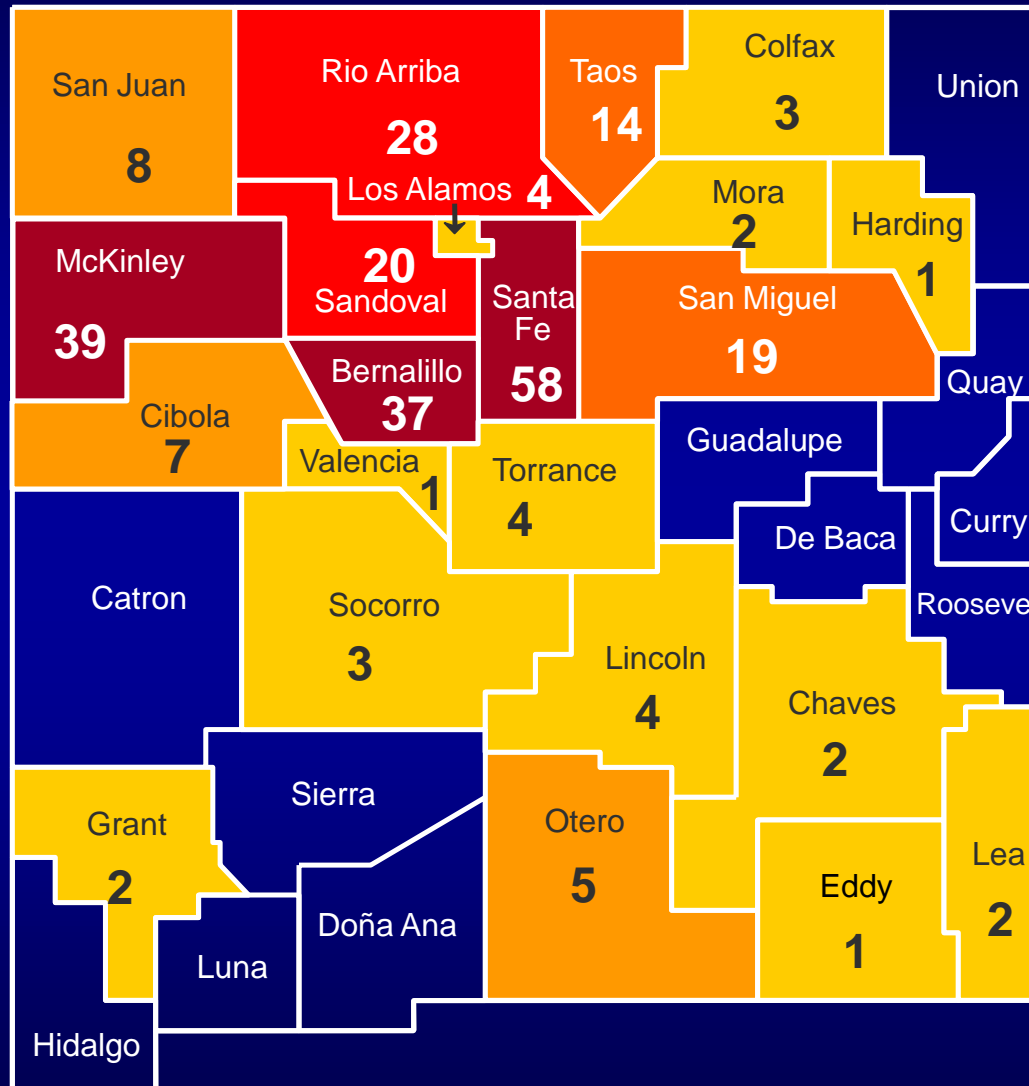 San Juan
8
Rio Arriba
28
Taos
14
Colfax
3
Union
Los Alamos 4
Mora
2
Harding
1
McKinley
39
20
Sandoval
Santa
Fe
58
San Miguel
19
Bernalillo
37
Quay
Cibola
7
Valencia
1
Torrance
4
Guadalupe
Curry
De Baca
Catron
Socorro
3
Rooseve
Lincoln
4
Chaves
2
Sierra
Grant
2
Otero
5
Lea
2
Eddy
1
Doña Ana
Luna
Hidalgo